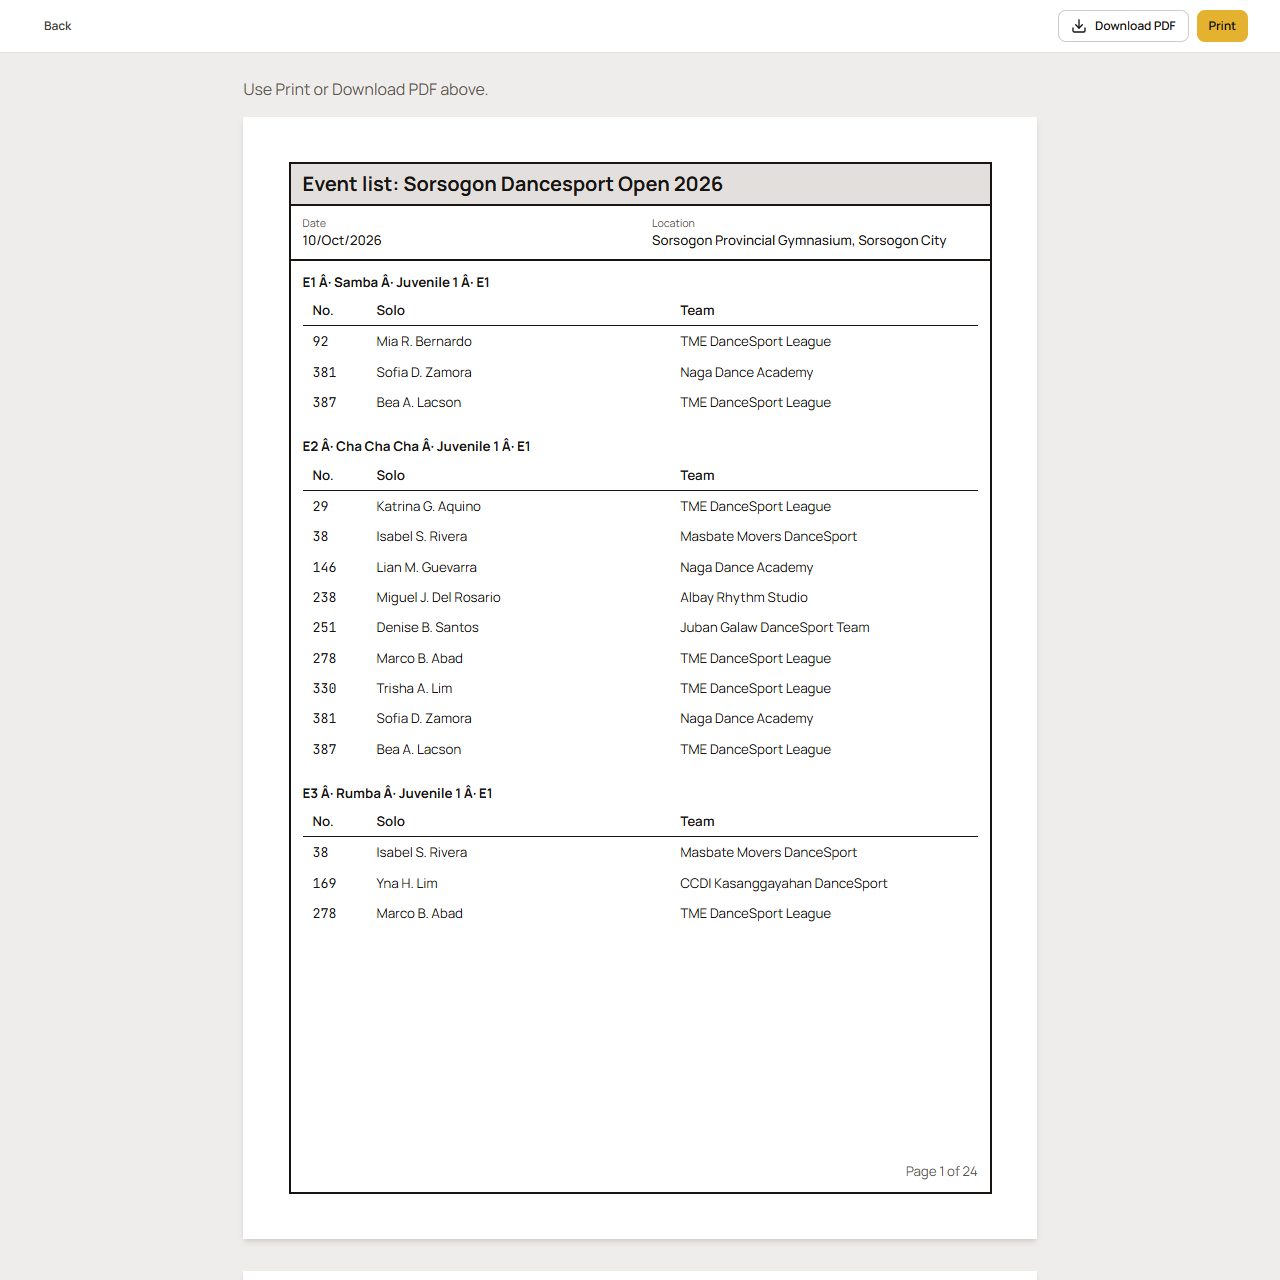 Back
Download PDF
Print
Use Print or Download PDF above.
Event list: Sorsogon Dancesport Open 2026
Date
Location
10/Oct/2026
Sorsogon Provincial Gymnasium, Sorsogon City
E1 Â· Samba Â· Juvenile 1 Â· E1
No. Solo Team
92 Mia R. Bernardo TME DanceSport League
381 Sofia D. Zamora Naga Dance Academy
387 Bea A. Lacson TME DanceSport League
E2 Â· Cha Cha Cha Â· Juvenile 1 Â· E1
No. Solo Team
29 Katrina G. Aquino TME DanceSport League
38 Isabel S. Rivera Masbate Movers DanceSport
146 Lian M. Guevarra Naga Dance Academy
238 Miguel J. Del Rosario Albay Rhythm Studio
251 Denise B. Santos Juban Galaw DanceSport Team
278 Marco B. Abad TME DanceSport League
330 Trisha A. Lim TME DanceSport League
381 Sofia D. Zamora Naga Dance Academy
387 Bea A. Lacson TME DanceSport League
E3 Â· Rumba Â· Juvenile 1 Â· E1
No. Solo Team
38 Isabel S. Rivera Masbate Movers DanceSport
169 Yna H. Lim CCDI Kasanggayahan DanceSport
278 Marco B. Abad TME DanceSport League
Page 1 of 24